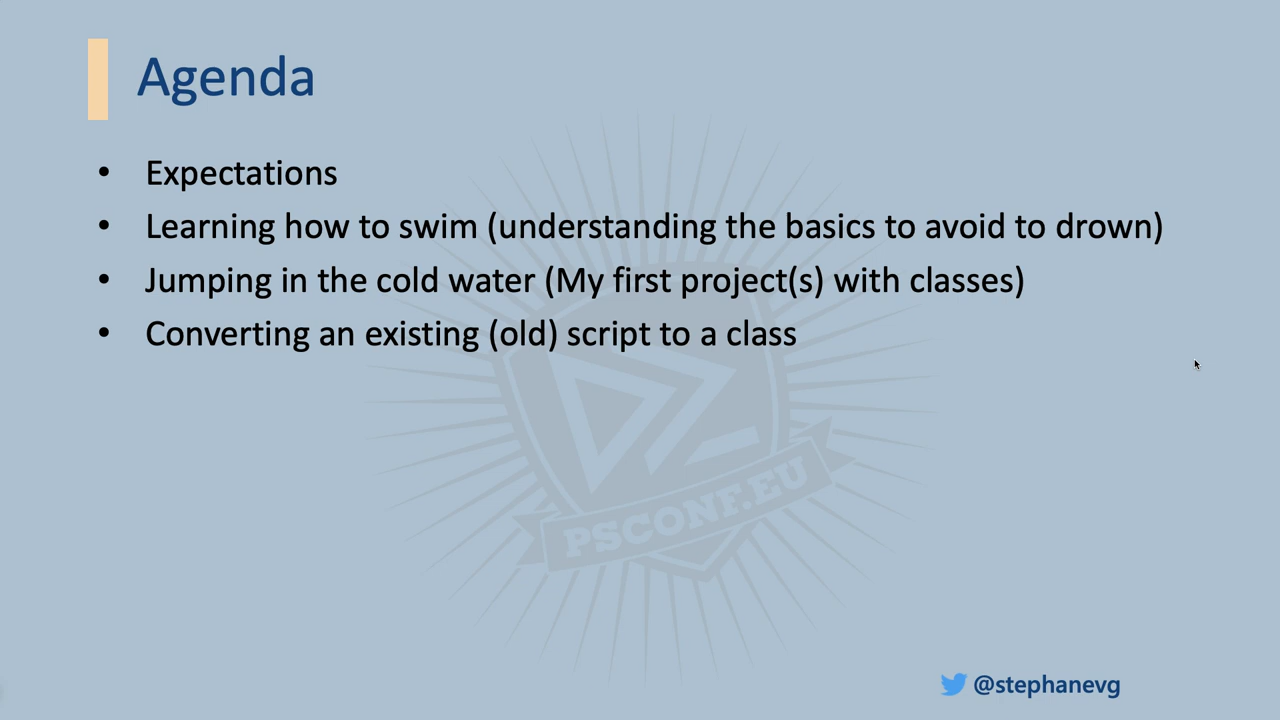 Agenda
• Expectations
• Learning how to swim (understanding the basics to avoid to drown)
• Jumping in the cold water (My first project(s) with classes)
• Converting an existing (old) script to a class
PSCONF.EU
@stephanevg